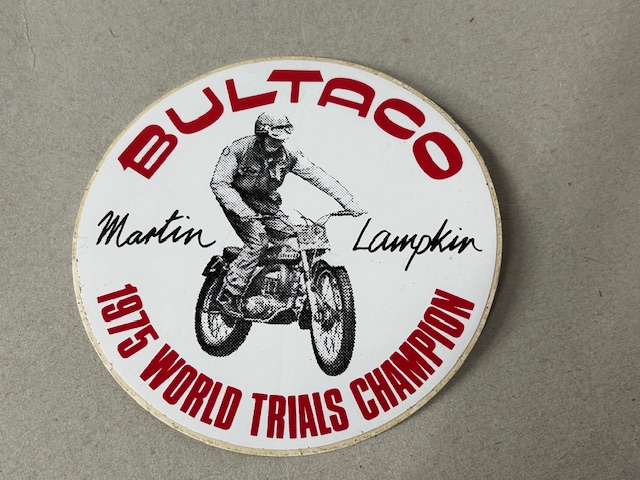 BULTACO
Martin Lampkin
1975 WORLD TRIALS CHAMPION